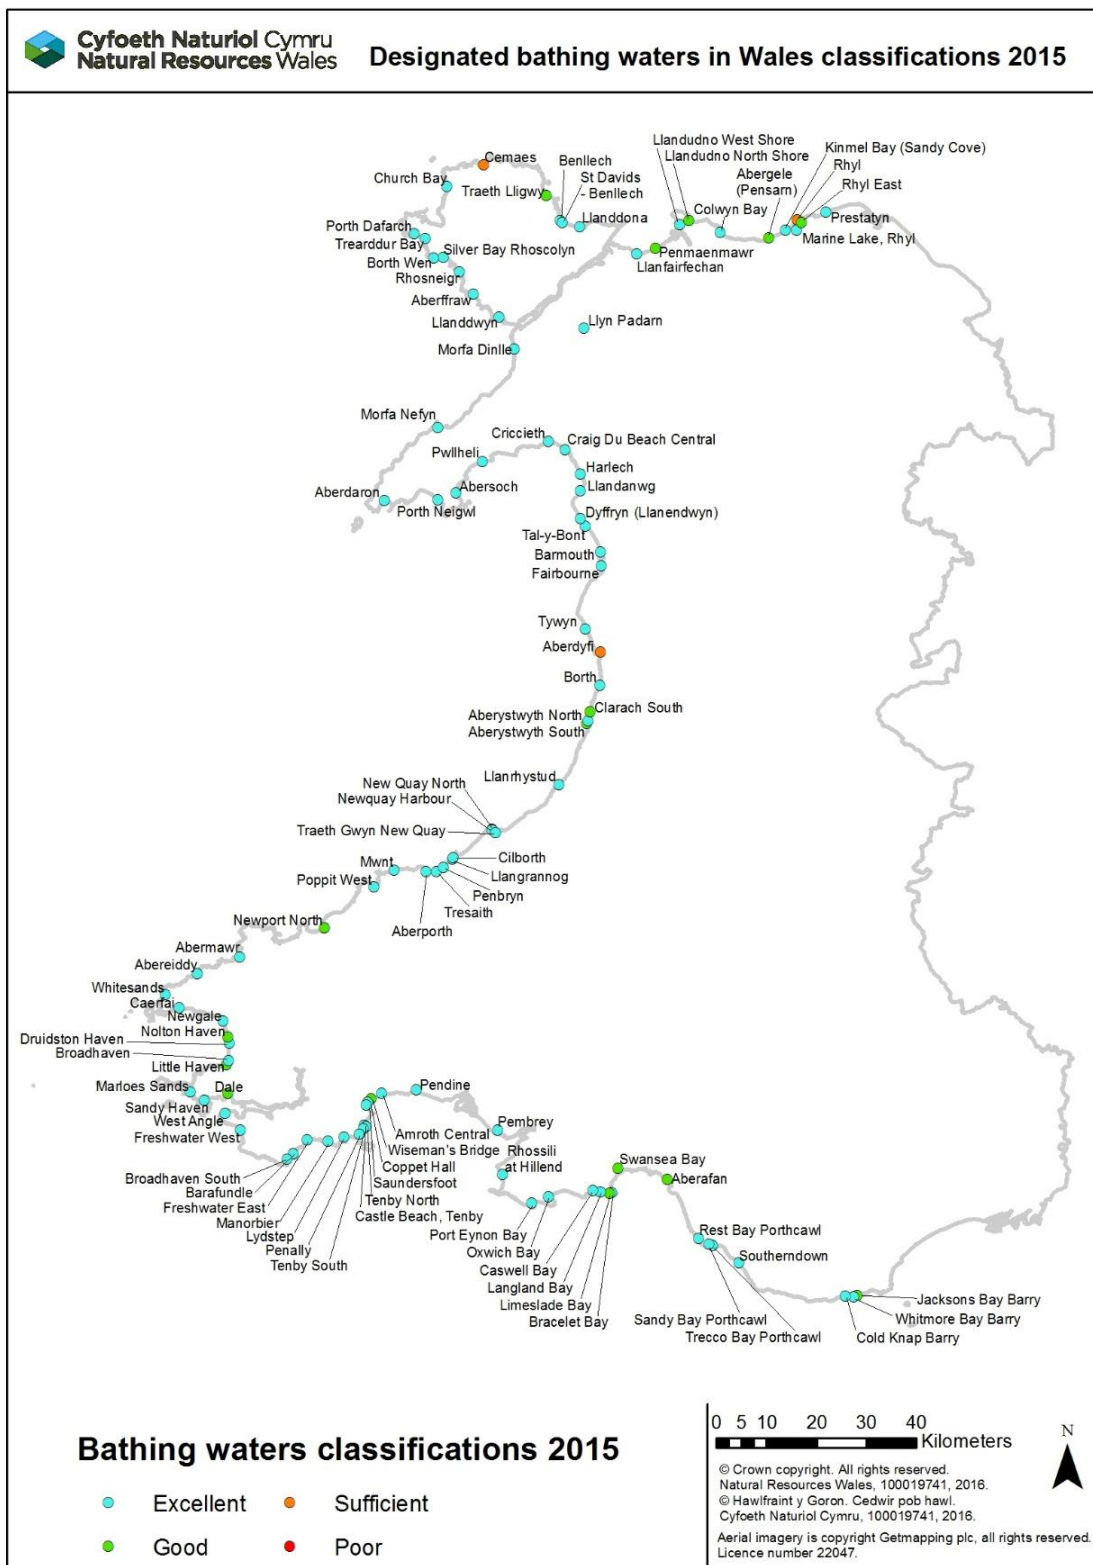 Cyfoeth Naturiol Cymru
Natural Resources Wales
Designated bathing waters in Wales classifications 2015
Cemaes
Church Bay
Traeth Lligwy
Benllech
St Davids
- Benllech
Llanddona
Llandudno West Shore
Llandudno North Shore
Colwyn Bay
Abergele
(Pensarn)
Kinmel Bay (Sandy Cove)
Rhyl
Rhyl East
Prestatyn
Marine Lake, Rhyl
Penmaenmawr
Llanfairfechan
Porth Dafarch
Trearddur Bay
Silver Bay Rhoscolyn
Borth Wen
Rhosneigr
Aberffraw
Llanddwyn
Llyn Padarn
Morfa Dinlle
Morfa Nefyn
Criccieth
Craig Du Beach Central
Pwllheli
Harlech
Abersoch
Llandanwg
Aberdaron
Porth Neigwl
Dyffryn (Llanendwyn)
Tal-y-Bont
Barmouth
Fairbourne
Tywyn
Aberdyfi
Borth
Clarach South
Aberystwyth North
Aberystwyth South
Llanrhystud
New Quay North
Newquay Harbour
Traeth Gwyn New Quay
Cilborth
Llangrannog
Mwnt
Poppit West
Penbryn
Tresaith
Aberporth
Newport North
Abermawr
Abereiddy
Whitesands
Caerfai
Newgale
Nolton Haven
Druidston Haven
Broadhaven
Little Haven
Marloes Sands
Dale
Sandy Haven
West Angle
Freshwater West
Pendine
Pembrey
Amroth Central
Wiseman's Bridge
Coppet Hall
Saundersfoot
Tenby North
Castle Beach, Tenby
Broadhaven South
Barafundle
Freshwater East
Manorbier
Lydstep
Penally
Tenby South
Rhossili
at Hillend
Swansea Bay
Aberafan
Port Eynon Bay
Oxwich Bay
Caswell Bay
Langland Bay
Limeslade Bay
Bracelet Bay
Rest Bay Porthcawl
Southerndown
Sandy Bay Porthcawl
Trecco Bay Porthcawl
Jacksons Bay Barry
Whitmore Bay Barry
Cold Knap Barry
Bathing waters classifications 2015
Excellent
Sufficient
Good
Poor
0 5 10 20 30 40
Kilometers
N
© Crown copyright. All rights reserved.
Natural Resources Wales, 100019741, 2016.
© Hawlfraint y Goron. Cedwir pob hawl.
Cyfoeth Naturiol Cymru, 100019741, 2016.
Aerial imagery is copyright Getmapping plc, all rights reserved.
Licence number 22047.